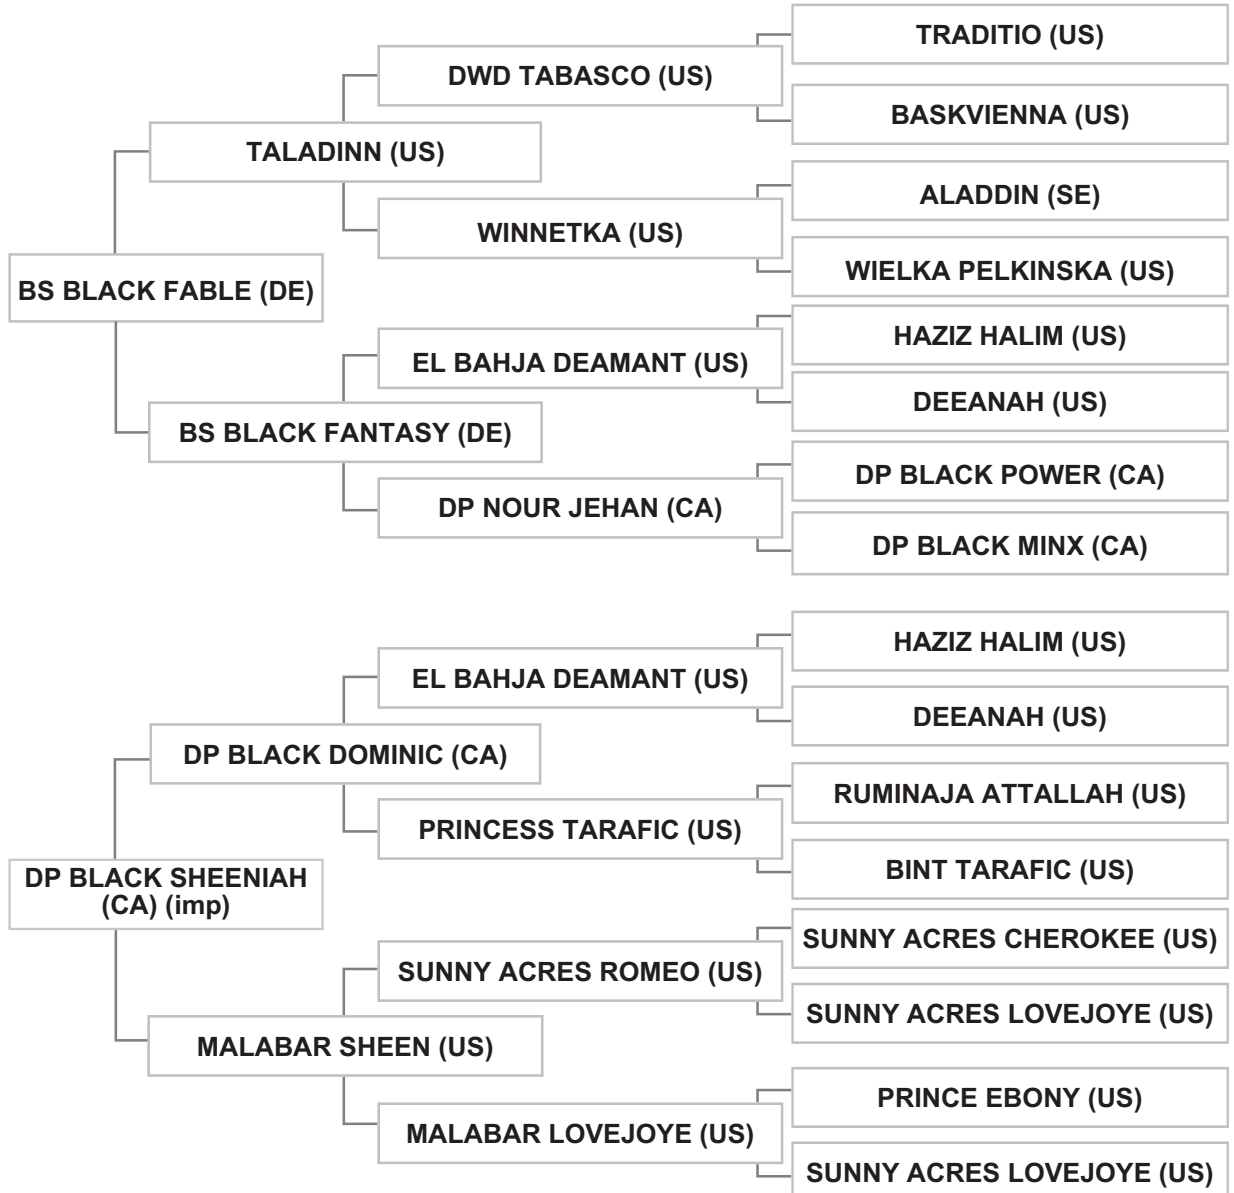 TRADITIO (US)
DWD TABASCO (US)
BASKVIENNA (US)
TALADINN (US)
ALADDIN (SE)
WINNETKA (US)
WIELKA PELKINSKA (US)
BS BLACK FABLE (DE)
HAZIZ HALIM (US)
EL BAHJA DEAMANT (US)
DEEANAH (US)
BS BLACK FANTASY (DE)
DP BLACK POWER (CA)
DP NOUR JEHAN (CA)
DP BLACK MINX (CA)
HAZIZ HALIM (US)
EL BAHJA DEAMANT (US)
DEEANAH (US)
DP BLACK DOMINIC (CA)
RUMINAJA ATTALLAH (US)
PRINCESS TARAFIC (US)
BINT TARAFIC (US)
DP BLACK SHEENIAH
(CA) (imp)
SUNNY ACRES CHEROKEE (US)
SUNNY ACRES ROMEO (US)
SUNNY ACRES LOVEJOYE (US)
MALABAR SHEEN (US)
PRINCE EBONY (US)
MALABAR LOVEJOYE (US)
SUNNY ACRES LOVEJOYE (US)